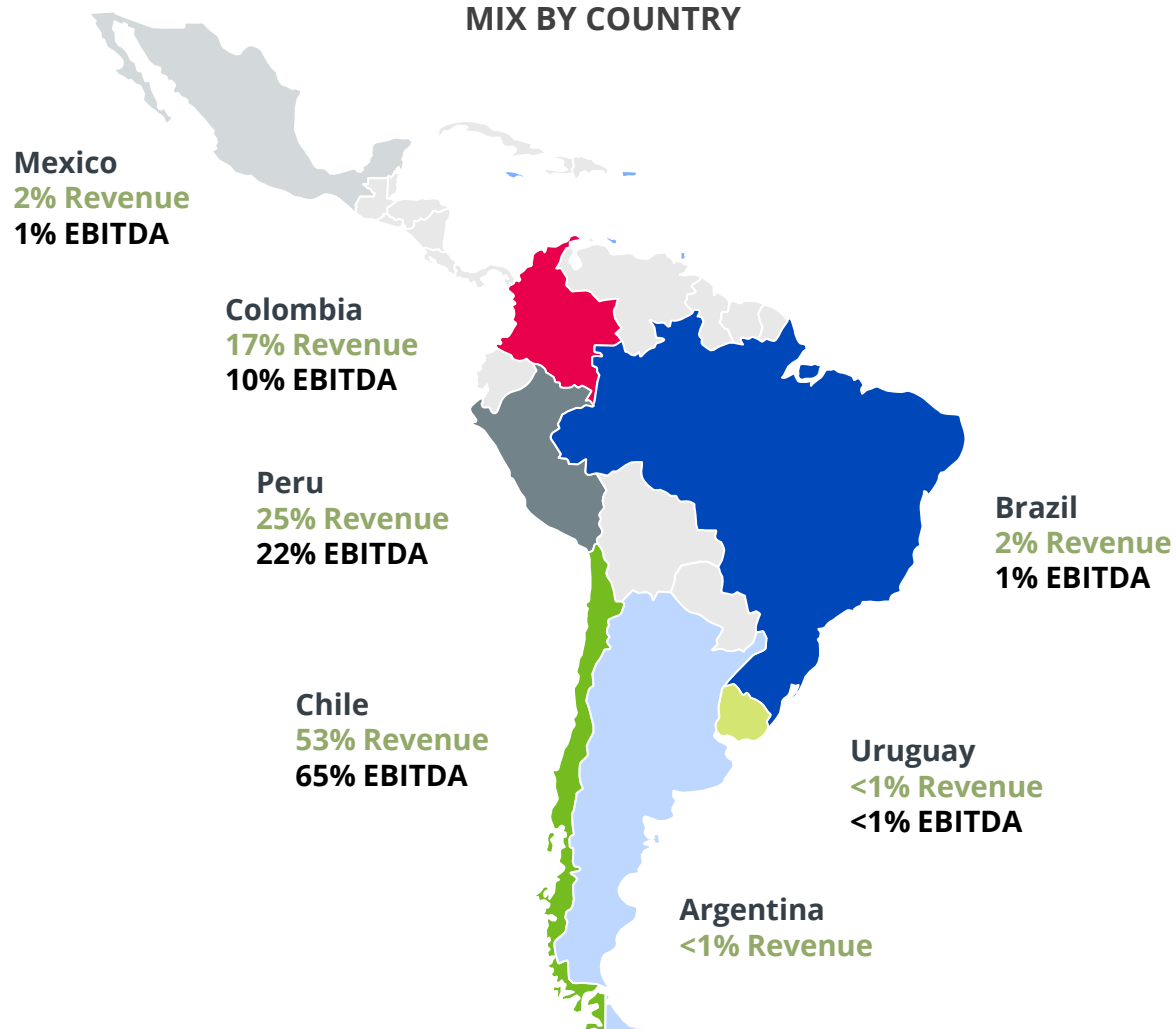 MIX BY COUNTRY
Mexico
2% Revenue
1% EBITDA
Colombia
17% Revenue
10% EBITDA
Peru
25% Revenue
22% EBITDA
Brazil
2% Revenue
1% EBITDA
Chile
53% Revenue
65% EBITDA
Uruguay
<1% Revenue
<1% EBITDA
Argentina
<1% Revenue